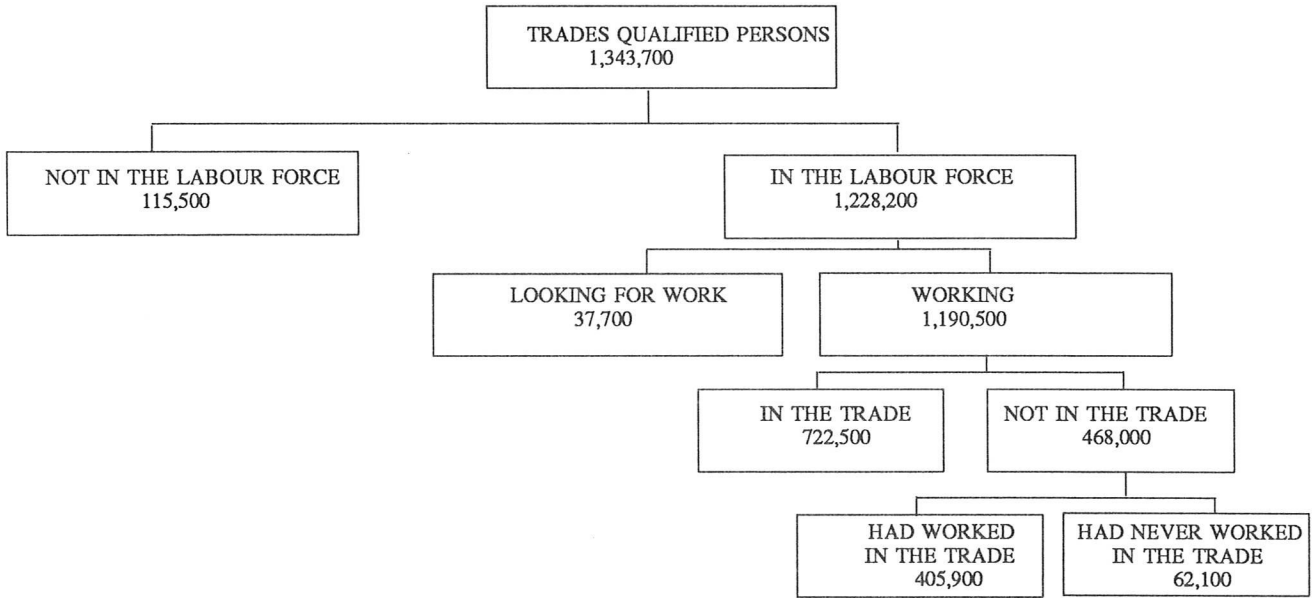 TRADES QUALIFIED PERSONS
1,343,700
NOT IN THE LABOUR FORCE
115,500
IN THE LABOUR FORCE
1,228,200
LOOKING FOR WORK
37,700
WORKING
1,190,500
IN THE TRADE
722,500
NOT IN THE TRADE
468,000
HAD WORKED
IN THE TRADE
405,900
HAD NEVER WORKED
IN THE TRADE
62,100